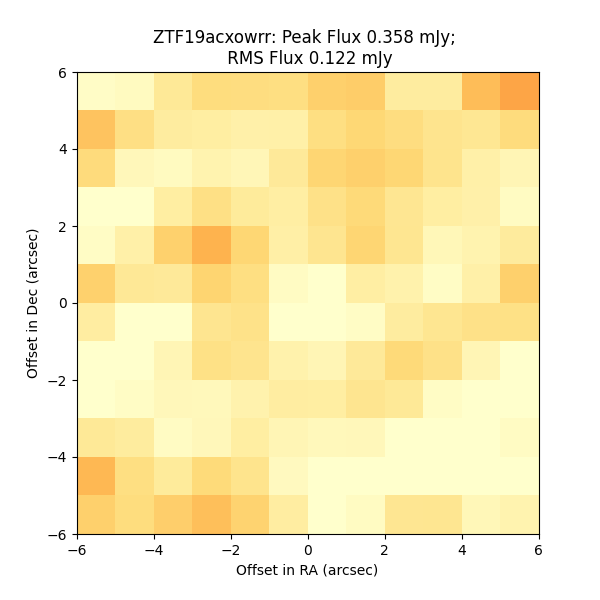 ZTF19acxowrr: Peak Flux 0.358 mJy;
RMS Flux 0.122 mJy
6
4
2
0
−2
−4
−6
Offset in Dec (arcsec)
−6 −4 −2 0 2 4 6
Offset in RA (arcsec)